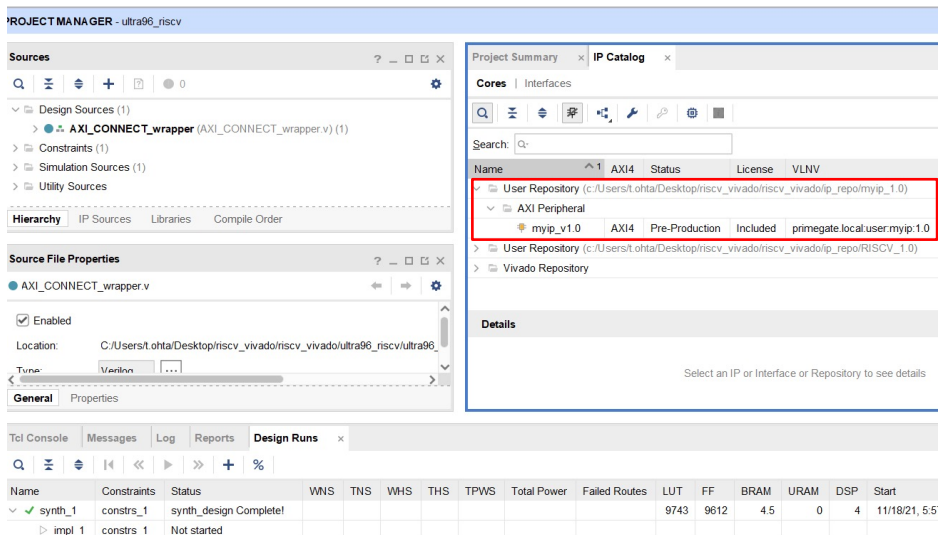 PROJECT MANAGER - ultra96_riscv
Sources
? _
0
Design Sources (1)
AXI_CONNECT_wrapper (AXI_CONNECT_wrapper.v) (1)
Constraints (1)
Simulation Sources (1)
Utility Sources
Hierarchy IP Sources Libraries Compile Order
Source File Properties
? _
AXI_CONNECT_wrapper.v
Enabled
Location: C:/Users/t.ohta/Desktop/riscv_vivado/riscv_vivado/ultra96_riscv/ultra96_
Type: Verilog ...
General Properties
Project Summary × IP Catalog ×
Cores | Interfaces
Search: Q-
Name ^1 AXI4 Status License VLNV
User Repository (c:/Users/t.ohta/Desktop/riscv_vivado/riscv_vivado/ip_repo/myip_1.0)
AXI Peripheral
myip_v1.0 AXI4 Pre-Production Included primegate.local:user:myip:1.0
User Repository (c:/Users/t.ohta/Desktop/riscv_vivado/riscv_vivado/ip_repo/RISCV_1.0)
Vivado Repository
Details
Select an IP or Interface or Repository to see details
Tcl Console Messages Log Reports Design Runs ×
%
Name Constraints Status WNS TNS WHS THS TPWS Total Power Failed Routes LUT FF BRAM URAM DSP Start
synth_1 constrs_1 synth_design Complete! 9743 9612 4.5 0 4 11/18/21, 5:5
impl_1 constrs_1 Not started